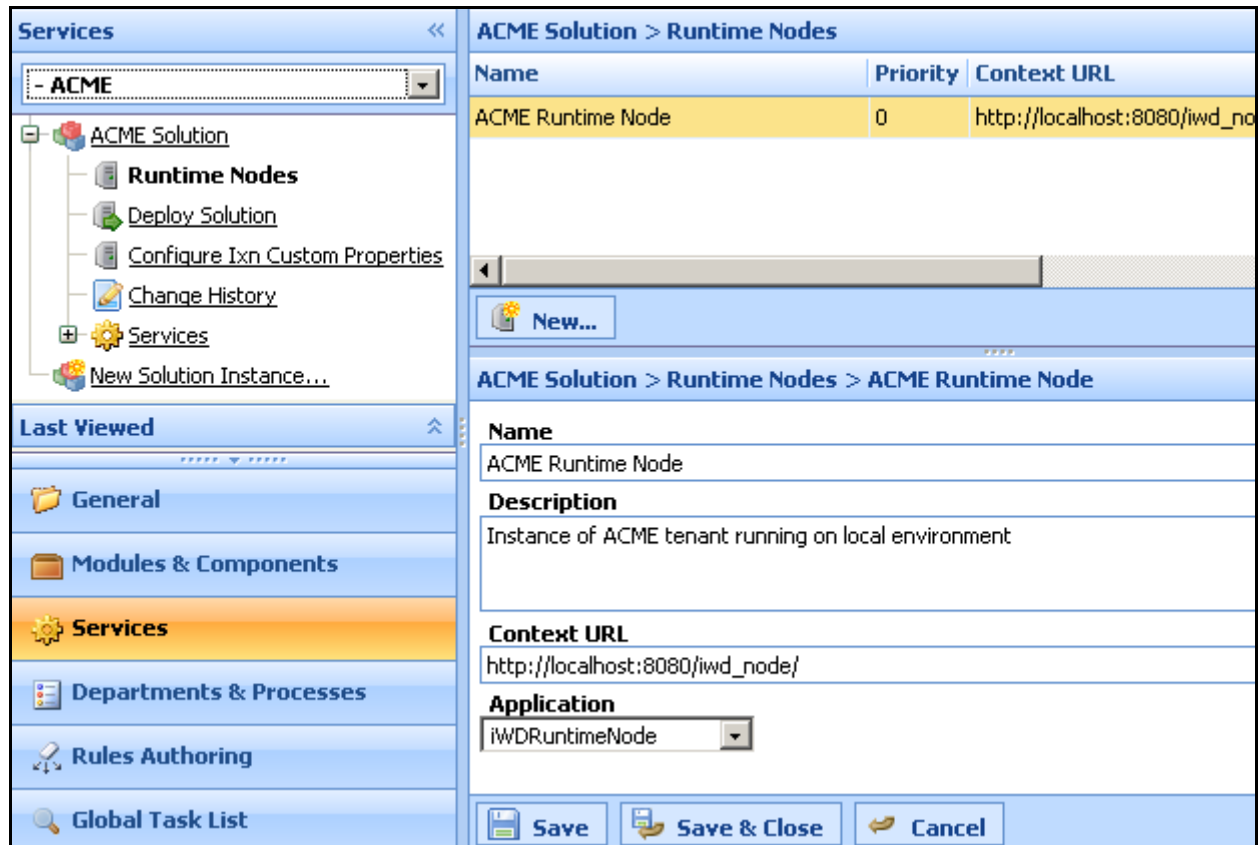 Services
- ACME
ACME Solution
Runtime Nodes
Deploy Solution
Configure Ixn Custom Properties
Change History
Services
New Solution Instance...
Last Viewed
General
Modules & Components
Services
Departments & Processes
Rules Authoring
Global Task List
ACME Solution > Runtime Nodes
Name Priority Context URL
ACME Runtime Node 0 http://localhost:8080/iwd_no
New...
ACME Solution > Runtime Nodes > ACME Runtime Node
Name
ACME Runtime Node
Description
Instance of ACME tenant running on local environment
Context URL
http://localhost:8080/iwd_node/
Application
iWDRuntimeNode
Save Save & Close Cancel